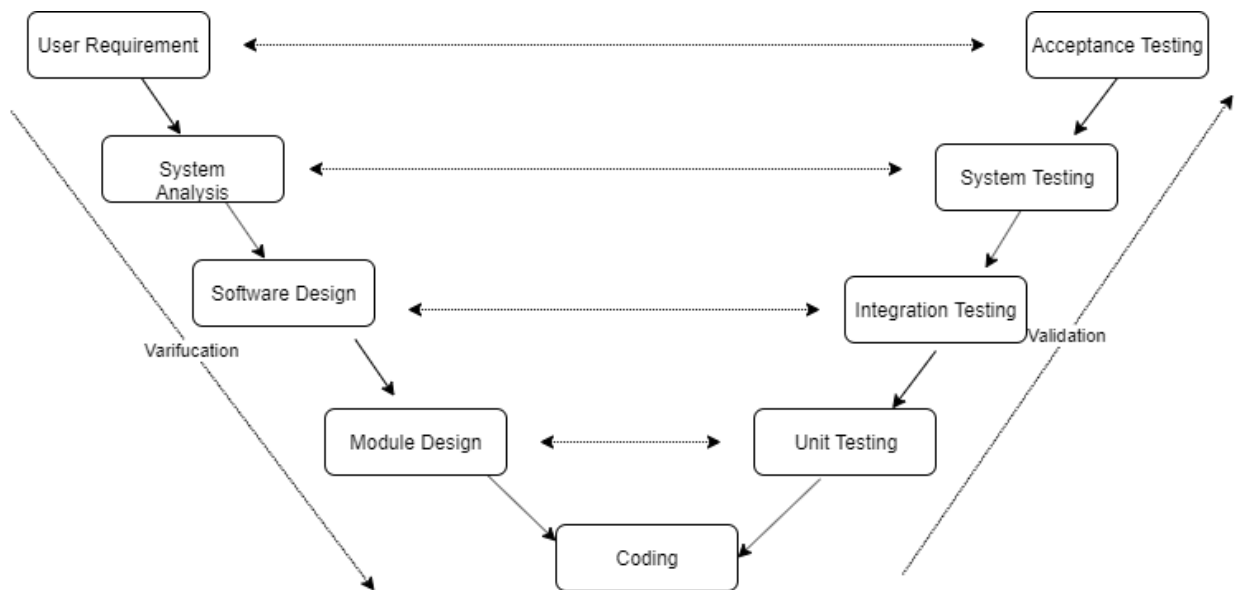 User Requirement
Acceptance Testing
System
Analysis
System Testing
Software Design
Integration Testing
Varifucation
Validation
Module Design
Unit Testing
Coding